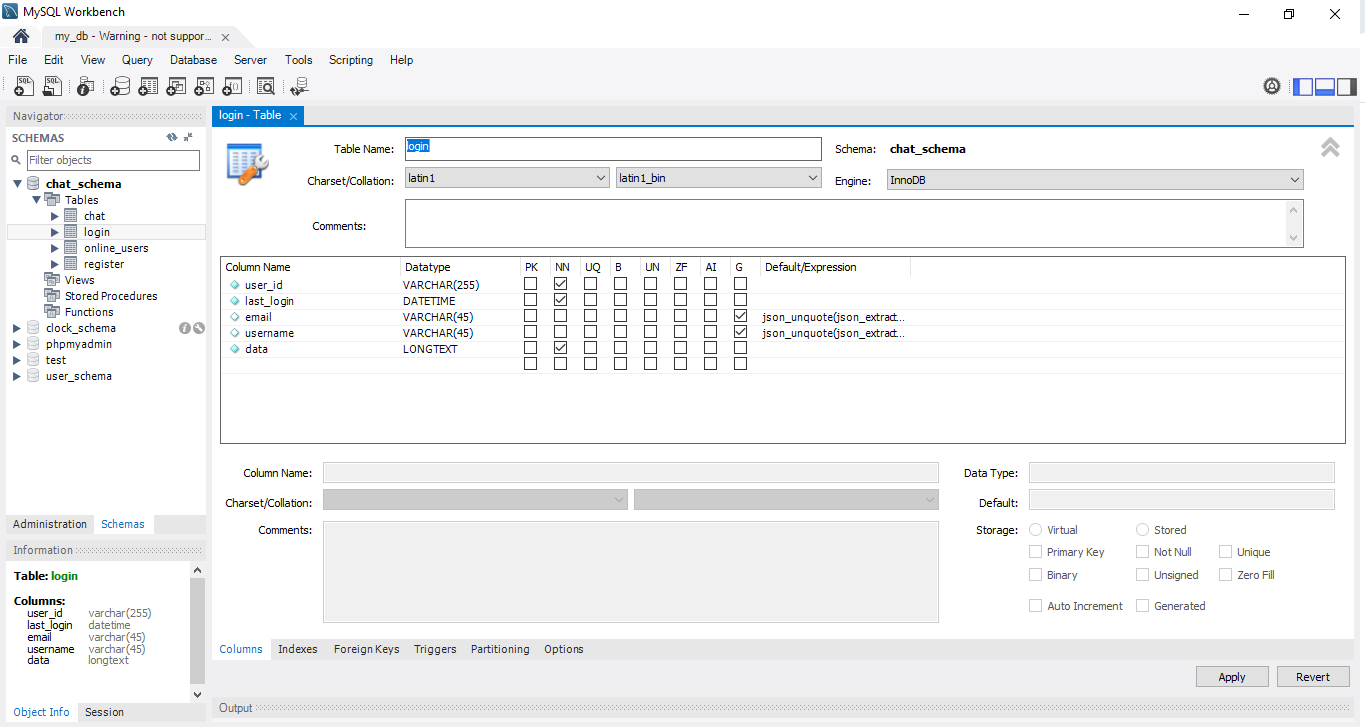 MySQL Workbench
my_db - Warning - not suppor...
File Edit View Query Database Server Tools Scripting Help
Navigator
SCHEMAS
Filter objects
chat_schema
Tables
chat
login
online_users
register
Views
Stored Procedures
Functions
clock_schema
phpmyadmin
test
user_schema
Administration Schemas
Information
Table: login
Columns:
user_id varchar(255)
last_login datetime
email varchar(45)
username varchar(45)
data longtext
Object Info Session
login - Table
Table Name: login Schema: chat_schema
Charset/Collation: latin1 latin1_bin Engine: InnoDB
Comments:
Column Name Datatype PK NN UQ B UN ZF AI G Default/Expression
user_id VARCHAR(255)
last_login DATETIME
email VARCHAR(45) json_unquote(json_extract...
username VARCHAR(45) json_unquote(json_extract...
data LONGTEXT
Column Name: Data Type:
Charset/Collation: Default:
Comments: Storage: Virtual Stored
Primary Key Not Null Unique
Binary Unsigned Zero Fill
Auto Increment Generated
Columns Indexes Foreign Keys Triggers Partitioning Options
Apply Revert
Output